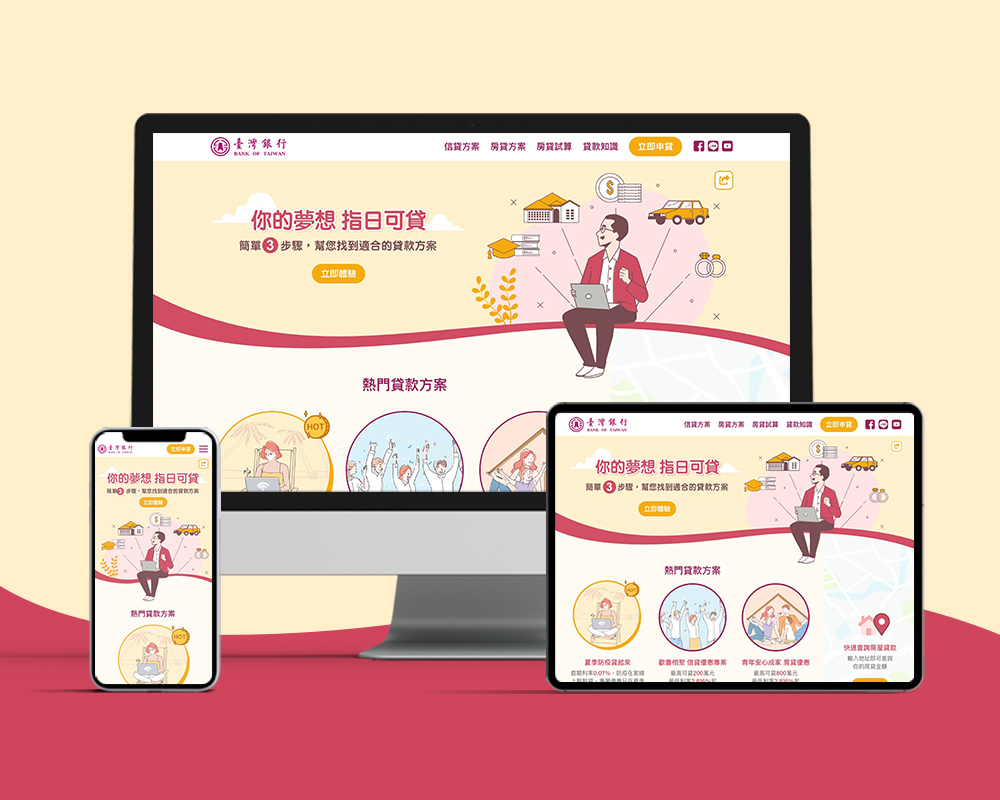 臺灣銀行
BANK OF TAIWAN
信貸方案 房貸方案 房貸試算 貸款知識 立即申貸
你的夢想 指日可貸
簡單3步驟，幫您找到適合的貸款方案
立即體驗
$
熱門貸款方案
HOT
臺灣銀行
BANK OF TAIWAN
立即申貸
你的夢想 指日可貸
簡單3步驟，幫您找到適合的貸款方案
立即體驗
$
熱門貸款方案
HOT
臺灣銀行
BANK OF TAIWAN
信貸方案 房貸方案 房貸試算 貸款知識 立即申貸
你的夢想 指日可貸
簡單3步驟，幫您找到適合的貸款方案
立即體驗
$
熱門貸款方案
HOT
夏季防疫貸起來 歡喜相聚 信貸優惠專案 青年安心成家 房貸優惠
首期利率0.07%，防疫在家線 最高可貸200萬元 最高可貸800萬元
快速查詢房屋貸款
輸入地址即可查詢
你的房貸金額